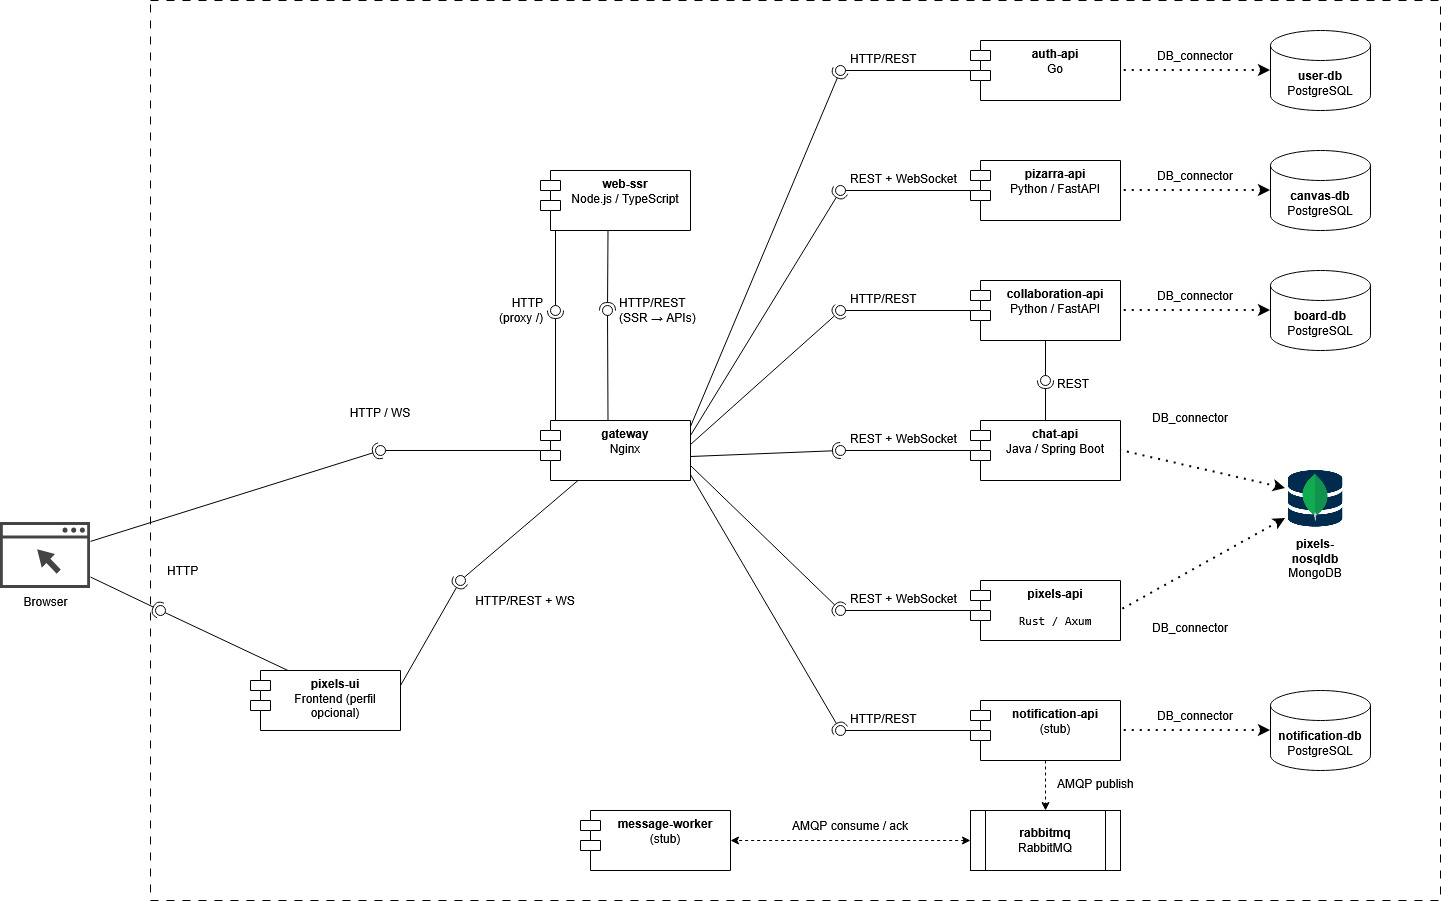 HTTP/REST
auth-api
Go
DB_connector
user-db
PostgreSQL
web-ssr
Node.js / TypeScript
REST + WebSocket
pizarra-api
Python / FastAPI
DB_connector
canvas-db
PostgreSQL
HTTP
(proxy /)
HTTP/REST
(SSR → APIs)
HTTP/REST
collaboration-api
Python / FastAPI
DB_connector
board-db
PostgreSQL
REST
HTTP / WS
gateway
Nginx
REST + WebSocket
chat-api
Java / Spring Boot
DB_connector
pixels-
nosqldb
MongoDB
Browser
HTTP
HTTP/REST + WS
REST + WebSocket
pixels-api
Rust / Axum
DB_connector
pixels-ui
Frontend (perfil
opcional)
HTTP/REST
notification-api
(stub)
DB_connector
notification-db
PostgreSQL
AMQP publish
message-worker
(stub)
AMQP consume / ack
rabbitmq
RabbitMQ